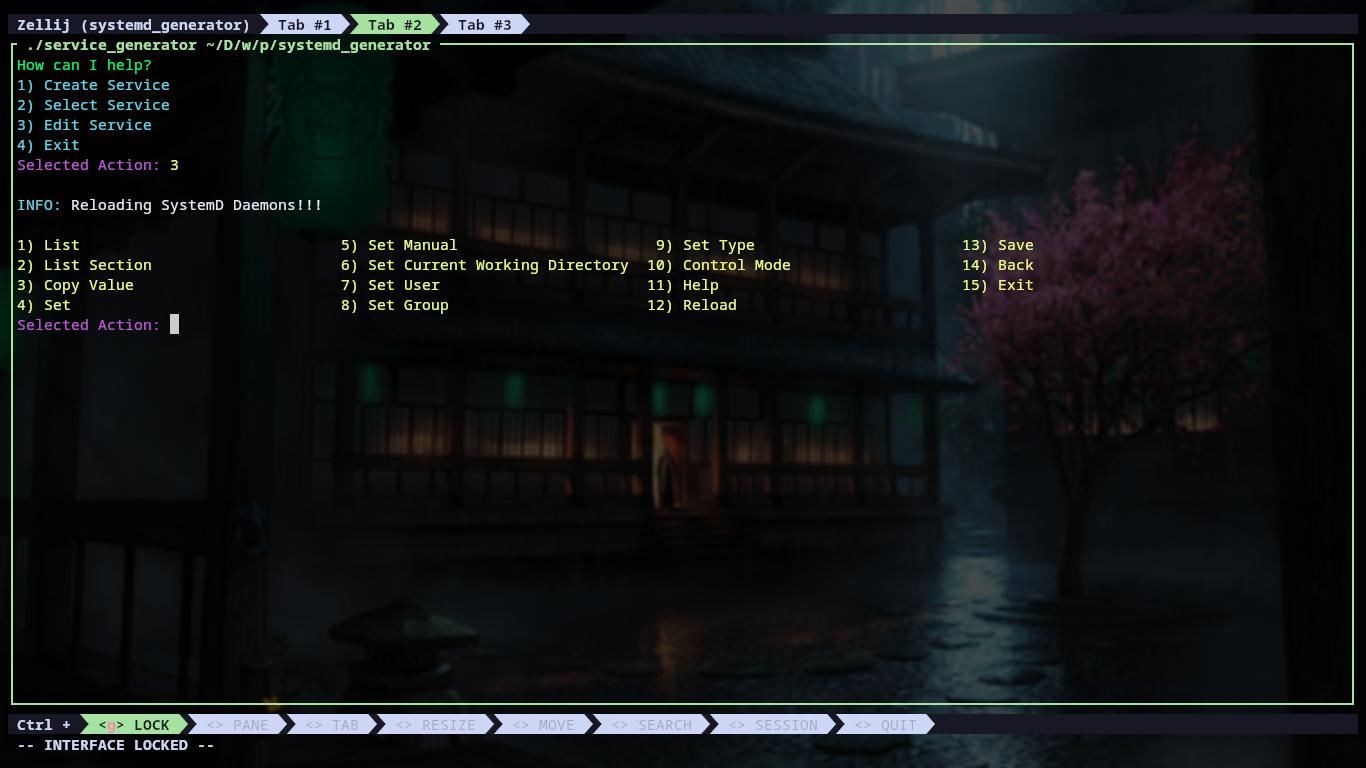 Zellij (systemd_generator) Tab #1 Tab #2 Tab #3
./service_generator ~/D/w/p/systemd_generator
How can I help?
1) Create Service
2) Select Service
3) Edit Service
4) Exit
Selected Action: 3
INFO: Reloading SystemD Daemons!!!
1) List 5) Set Manual 9) Set Type 13) Save
2) List Section 6) Set Current Working Directory 10) Control Mode 14) Back
3) Copy Value 7) Set User 11) Help 15) Exit
4) Set 8) Set Group 12) Reload
Selected Action:
Ctrl + <g> LOCK <> PANE <> TAB <> RESIZE <> MOVE <> SEARCH <> SESSION <> QUIT
-- INTERFACE LOCKED --